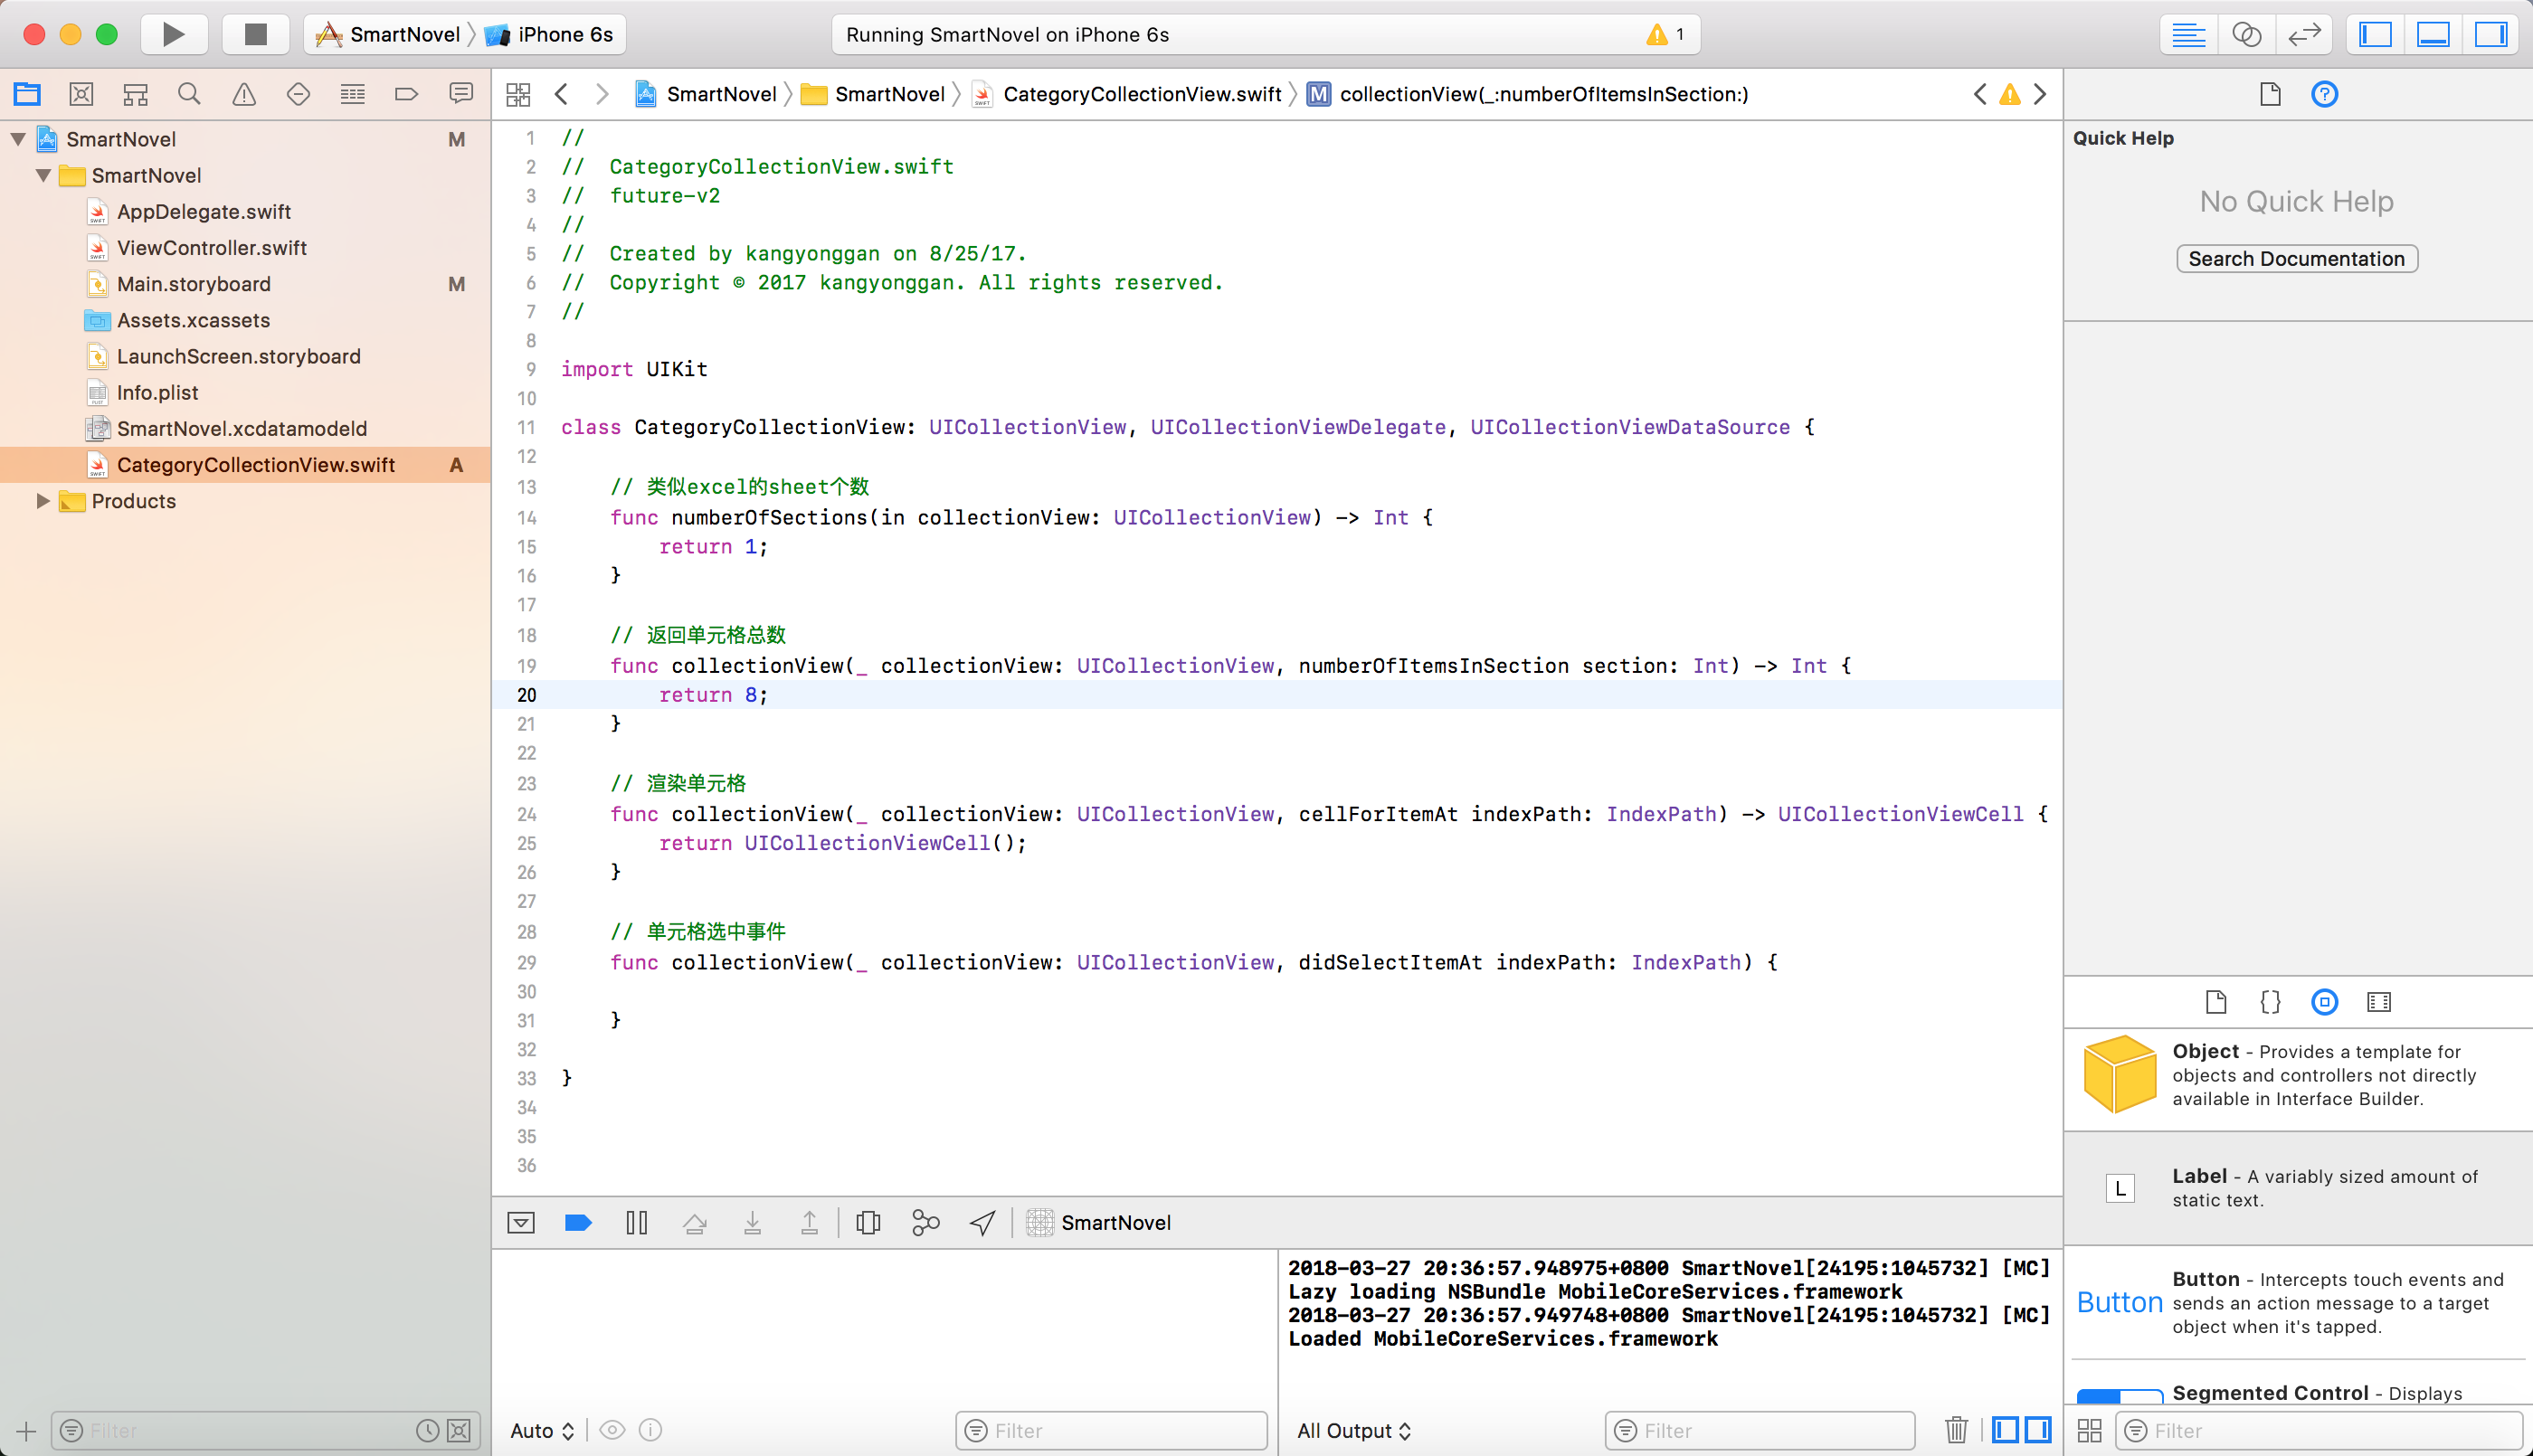 SmartNovel iPhone 6s
Running SmartNovel on iPhone 6s 1
SmartNovel SmartNovel CategoryCollectionView.swift M collectionView(_:numberOfItemsInSection:)
SmartNovel M
SmartNovel
AppDelegate.swift
ViewController.swift
Main.storyboard M
Assets.xcassets
LaunchScreen.storyboard
Info.plist
SmartNovel.xcdatamodeld
CategoryCollectionView.swift A
Products
Filter
1 //
2 //  CategoryCollectionView.swift
3 //  future-v2
4 //
5 //  Created by kangyonggan on 8/25/17.
6 //  Copyright © 2017 kangyonggan. All rights reserved.
7 //
8
9 import UIKit
10
11 class CategoryCollectionView: UICollectionView, UICollectionViewDelegate, UICollectionViewDataSource {
12
13     // 类似excel的sheet个数
14     func numberOfSections(in collectionView: UICollectionView) -> Int {
15         return 1;
16     }
17
18     // 返回单元格总数
19     func collectionView(_ collectionView: UICollectionView, numberOfItemsInSection section: Int) -> Int {
20         return 8;
21     }
22
23     // 渲染单元格
24     func collectionView(_ collectionView: UICollectionView, cellForItemAt indexPath: IndexPath) -> UICollectionViewCell {
25         return UICollectionViewCell();
26     }
27
28     // 单元格选中事件
29     func collectionView(_ collectionView: UICollectionView, didSelectItemAt indexPath: IndexPath) {
30
31     }
32
33 }
34
35
36
SmartNovel
2018-03-27 20:36:57.948975+0800 SmartNovel[24195:1045732] [MC]
Lazy loading NSBundle MobileCoreServices.framework
2018-03-27 20:36:57.949748+0800 SmartNovel[24195:1045732] [MC]
Loaded MobileCoreServices.framework
Auto Filter
All Output Filter
Quick Help
No Quick Help
Search Documentation
Object - Provides a template for
objects and controllers not directly
available in Interface Builder.
L
Label - A variably sized amount of
static text.
Button
Button - Intercepts touch events and
sends an action message to a target
object when it's tapped.
Segmented Control - Displays
Filter